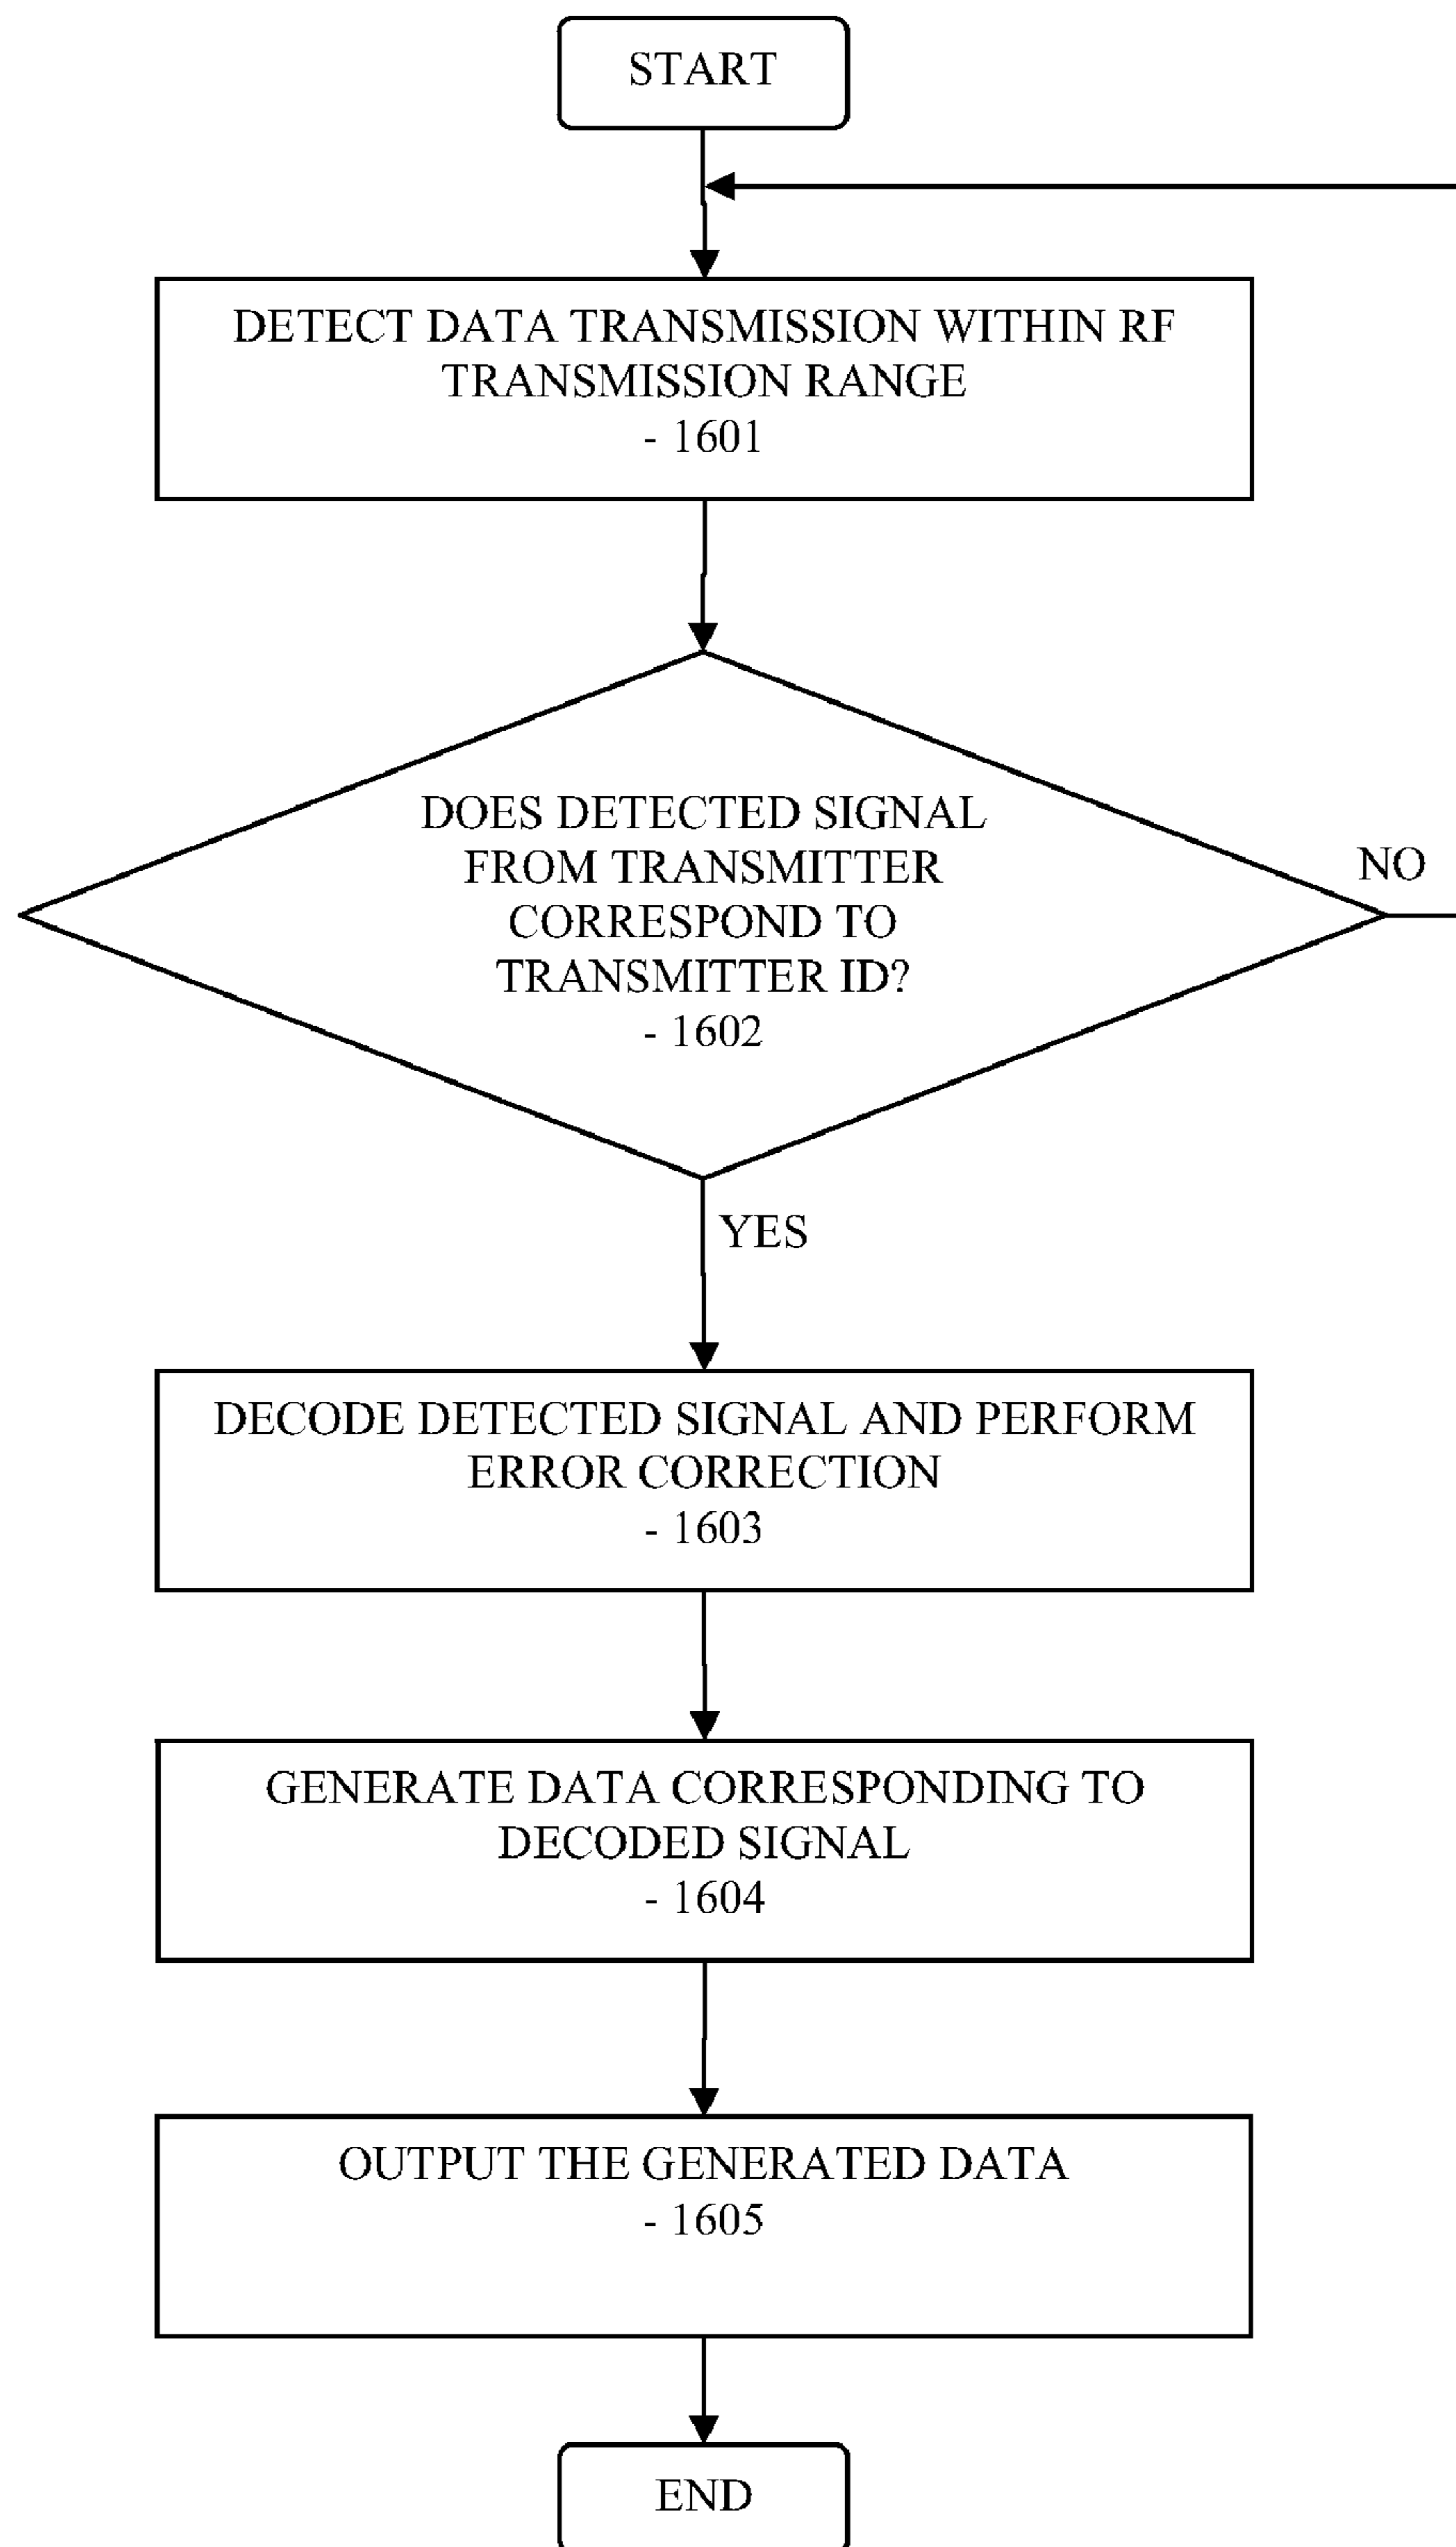 START
DETECT DATA TRANSMISSION WITHIN RF
TRANSMISSION RANGE
- 1601
DOES DETECTED SIGNAL
FROM TRANSMITTER
CORRESPOND TO
TRANSMITTER ID?
- 1602
NO
YES
DECODE DETECTED SIGNAL AND PERFORM
ERROR CORRECTION
- 1603
GENERATE DATA CORRESPONDING TO
DECODED SIGNAL
- 1604
OUTPUT THE GENERATED DATA
- 1605
END